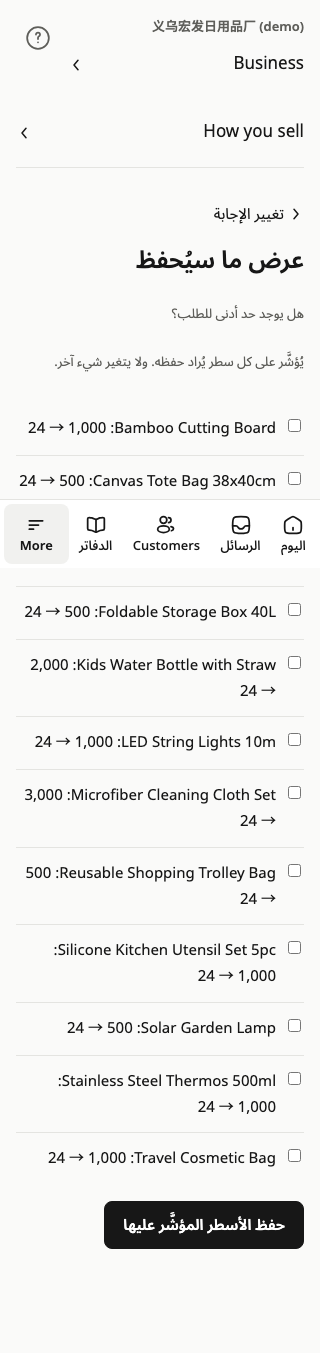 义乌宏发日用品厂 (demo)
Business
How you sell
تغيير الإجابة
عرض ما سيُحفظ
هل يوجد حد أدنى للطلب؟
يُؤشَّر على كل سطر يُراد حفظه. ولا يتغير شيء آخر.
Bamboo Cutting Board: 1,000 → 24
Canvas Tote Bag 38x40cm: 500 → 24
اليوم
الرسائل
Customers
الدفاتر
More
Foldable Storage Box 40L: 500 → 24
Kids Water Bottle with Straw: 2,000
→ 24
LED String Lights 10m: 1,000 → 24
Microfiber Cleaning Cloth Set: 3,000
→ 24
Reusable Shopping Trolley Bag: 500
→ 24
Silicone Kitchen Utensil Set 5pc:
1,000 → 24
Solar Garden Lamp: 500 → 24
Stainless Steel Thermos 500ml:
1,000 → 24
Travel Cosmetic Bag: 1,000 → 24
حفظ الأسطر المؤشَّر عليها